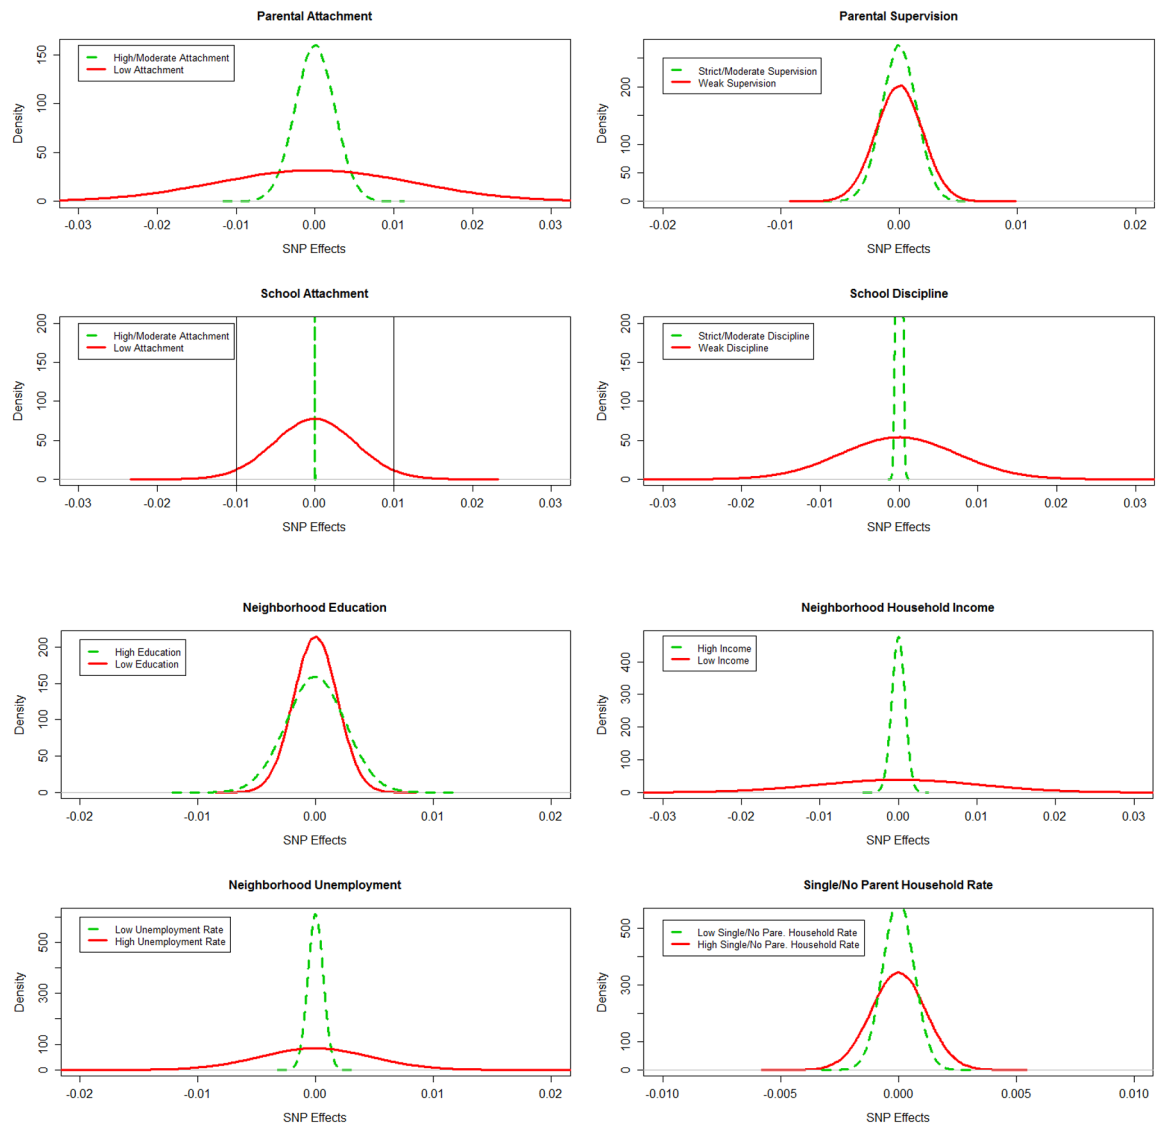 Parental Attachment
High/Moderate Attachment
Low Attachment
Density
0
50
100
150
-0.03
-0.02
-0.01
0.00
0.01
0.02
0.03
SNP Effects
Parental Supervision
Strict/Moderate Supervision
Weak Supervision
Density
0
50
100
200
-0.02
-0.01
0.00
0.01
0.02
SNP Effects
School Attachment
High/Moderate Attachment
Low Attachment
Density
0
50
100
150
200
-0.03
-0.02
-0.01
0.00
0.01
0.02
0.03
SNP Effects
School Discipline
Strict/Moderate Discipline
Weak Discipline
Density
0
50
100
150
200
-0.03
-0.02
-0.01
0.00
0.01
0.02
0.03
SNP Effects
Neighborhood Education
High Education
Low Education
Density
0
50
100
150
200
-0.02
-0.01
0.00
0.01
0.02
SNP Effects
Neighborhood Household Income
High Income
Low Income
Density
0
100
200
300
400
-0.03
-0.02
-0.01
0.00
0.01
0.02
0.03
SNP Effects
Neighborhood Unemployment
Low Unemployment Rate
High Unemployment Rate
Density
0
100
300
500
-0.02
-0.01
0.00
0.01
0.02
SNP Effects
Single/No Parent Household Rate
Low Single/No Pare. Household Rate
High Single/No Pare. Household Rate
Density
0
100
300
500
-0.010
-0.005
0.000
0.005
0.010
SNP Effects